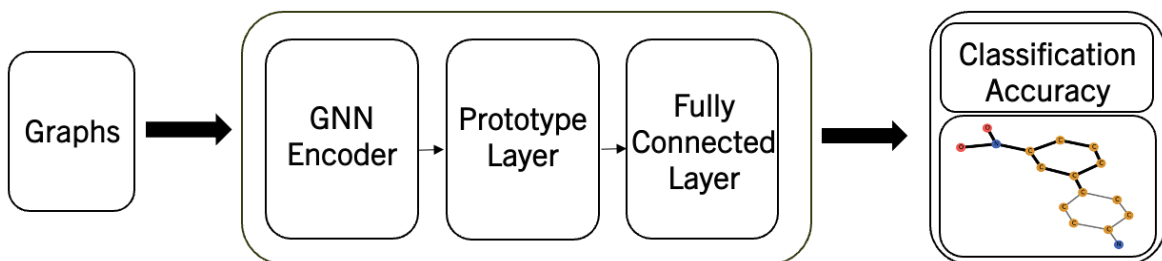 Graphs
GNN
Encoder
Prototype
Layer
Fully
Connected
Layer
Classification
Accuracy